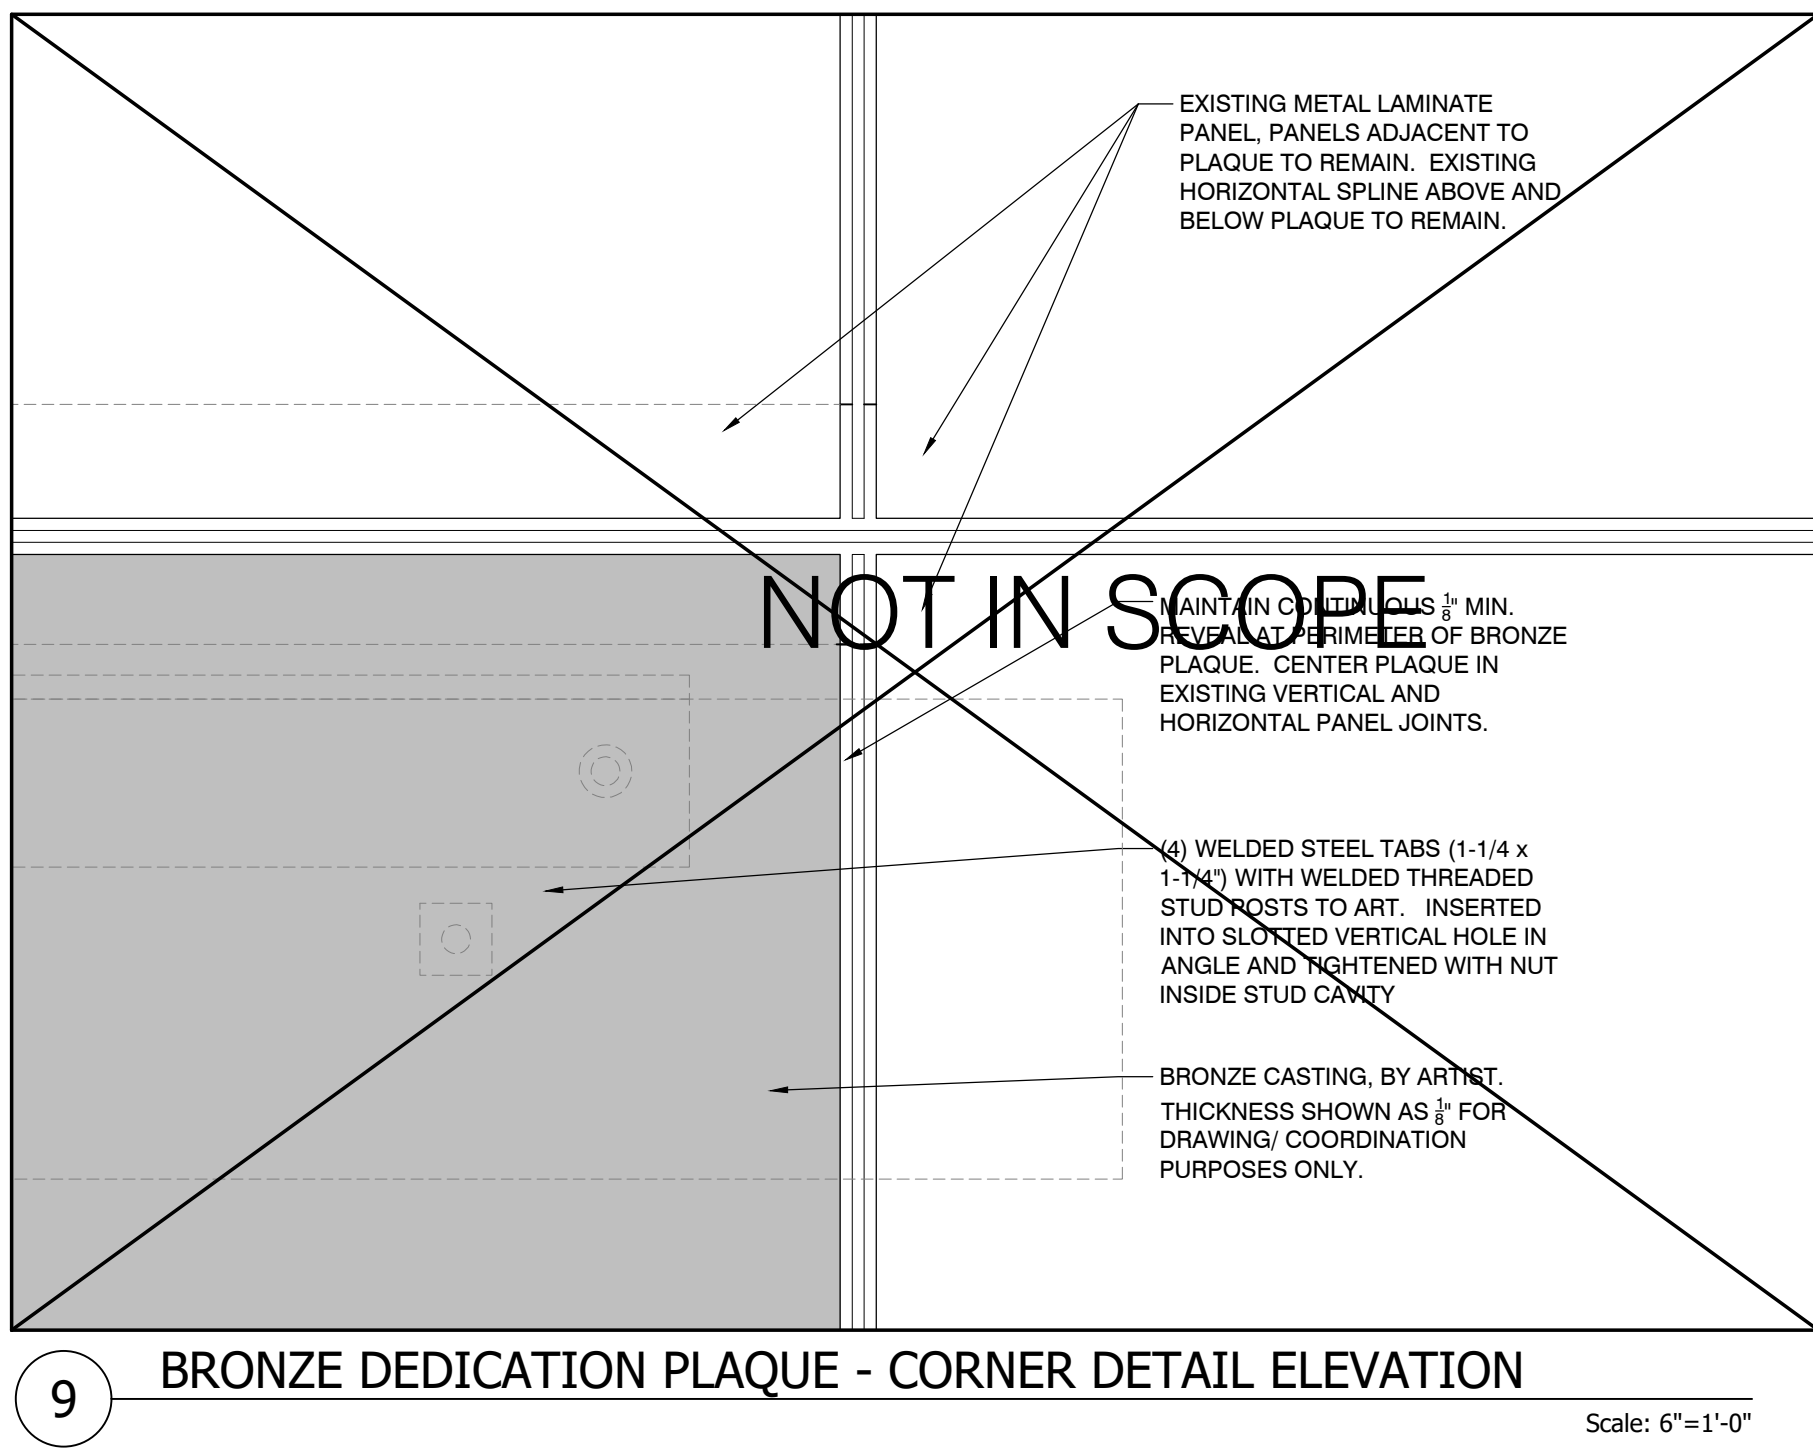 EXISTING METAL LAMINATE
PANEL, PANELS ADJACENT TO
PLAQUE TO REMAIN.  EXISTING
HORIZONTAL SPLINE ABOVE AND
BELOW PLAQUE TO REMAIN.
NOT IN SCOPE
MAINTAIN CONTINUOUS 1/8" MIN.
REVEAL AT PERIMETER OF BRONZE
PLAQUE.  CENTER PLAQUE IN
EXISTING VERTICAL AND
HORIZONTAL PANEL JOINTS.
(4) WELDED STEEL TABS (1-1/4 x
1-1/4") WITH WELDED THREADED
STUD POSTS TO ART.   INSERTED
INTO SLOTTED VERTICAL HOLE IN
ANGLE AND TIGHTENED WITH NUT
INSIDE STUD CAVITY
BRONZE CASTING, BY ARTIST.
THICKNESS SHOWN AS 1/8" FOR
DRAWING/ COORDINATION
PURPOSES ONLY.
9
BRONZE DEDICATION PLAQUE - CORNER DETAIL ELEVATION
Scale: 6"=1'-0"